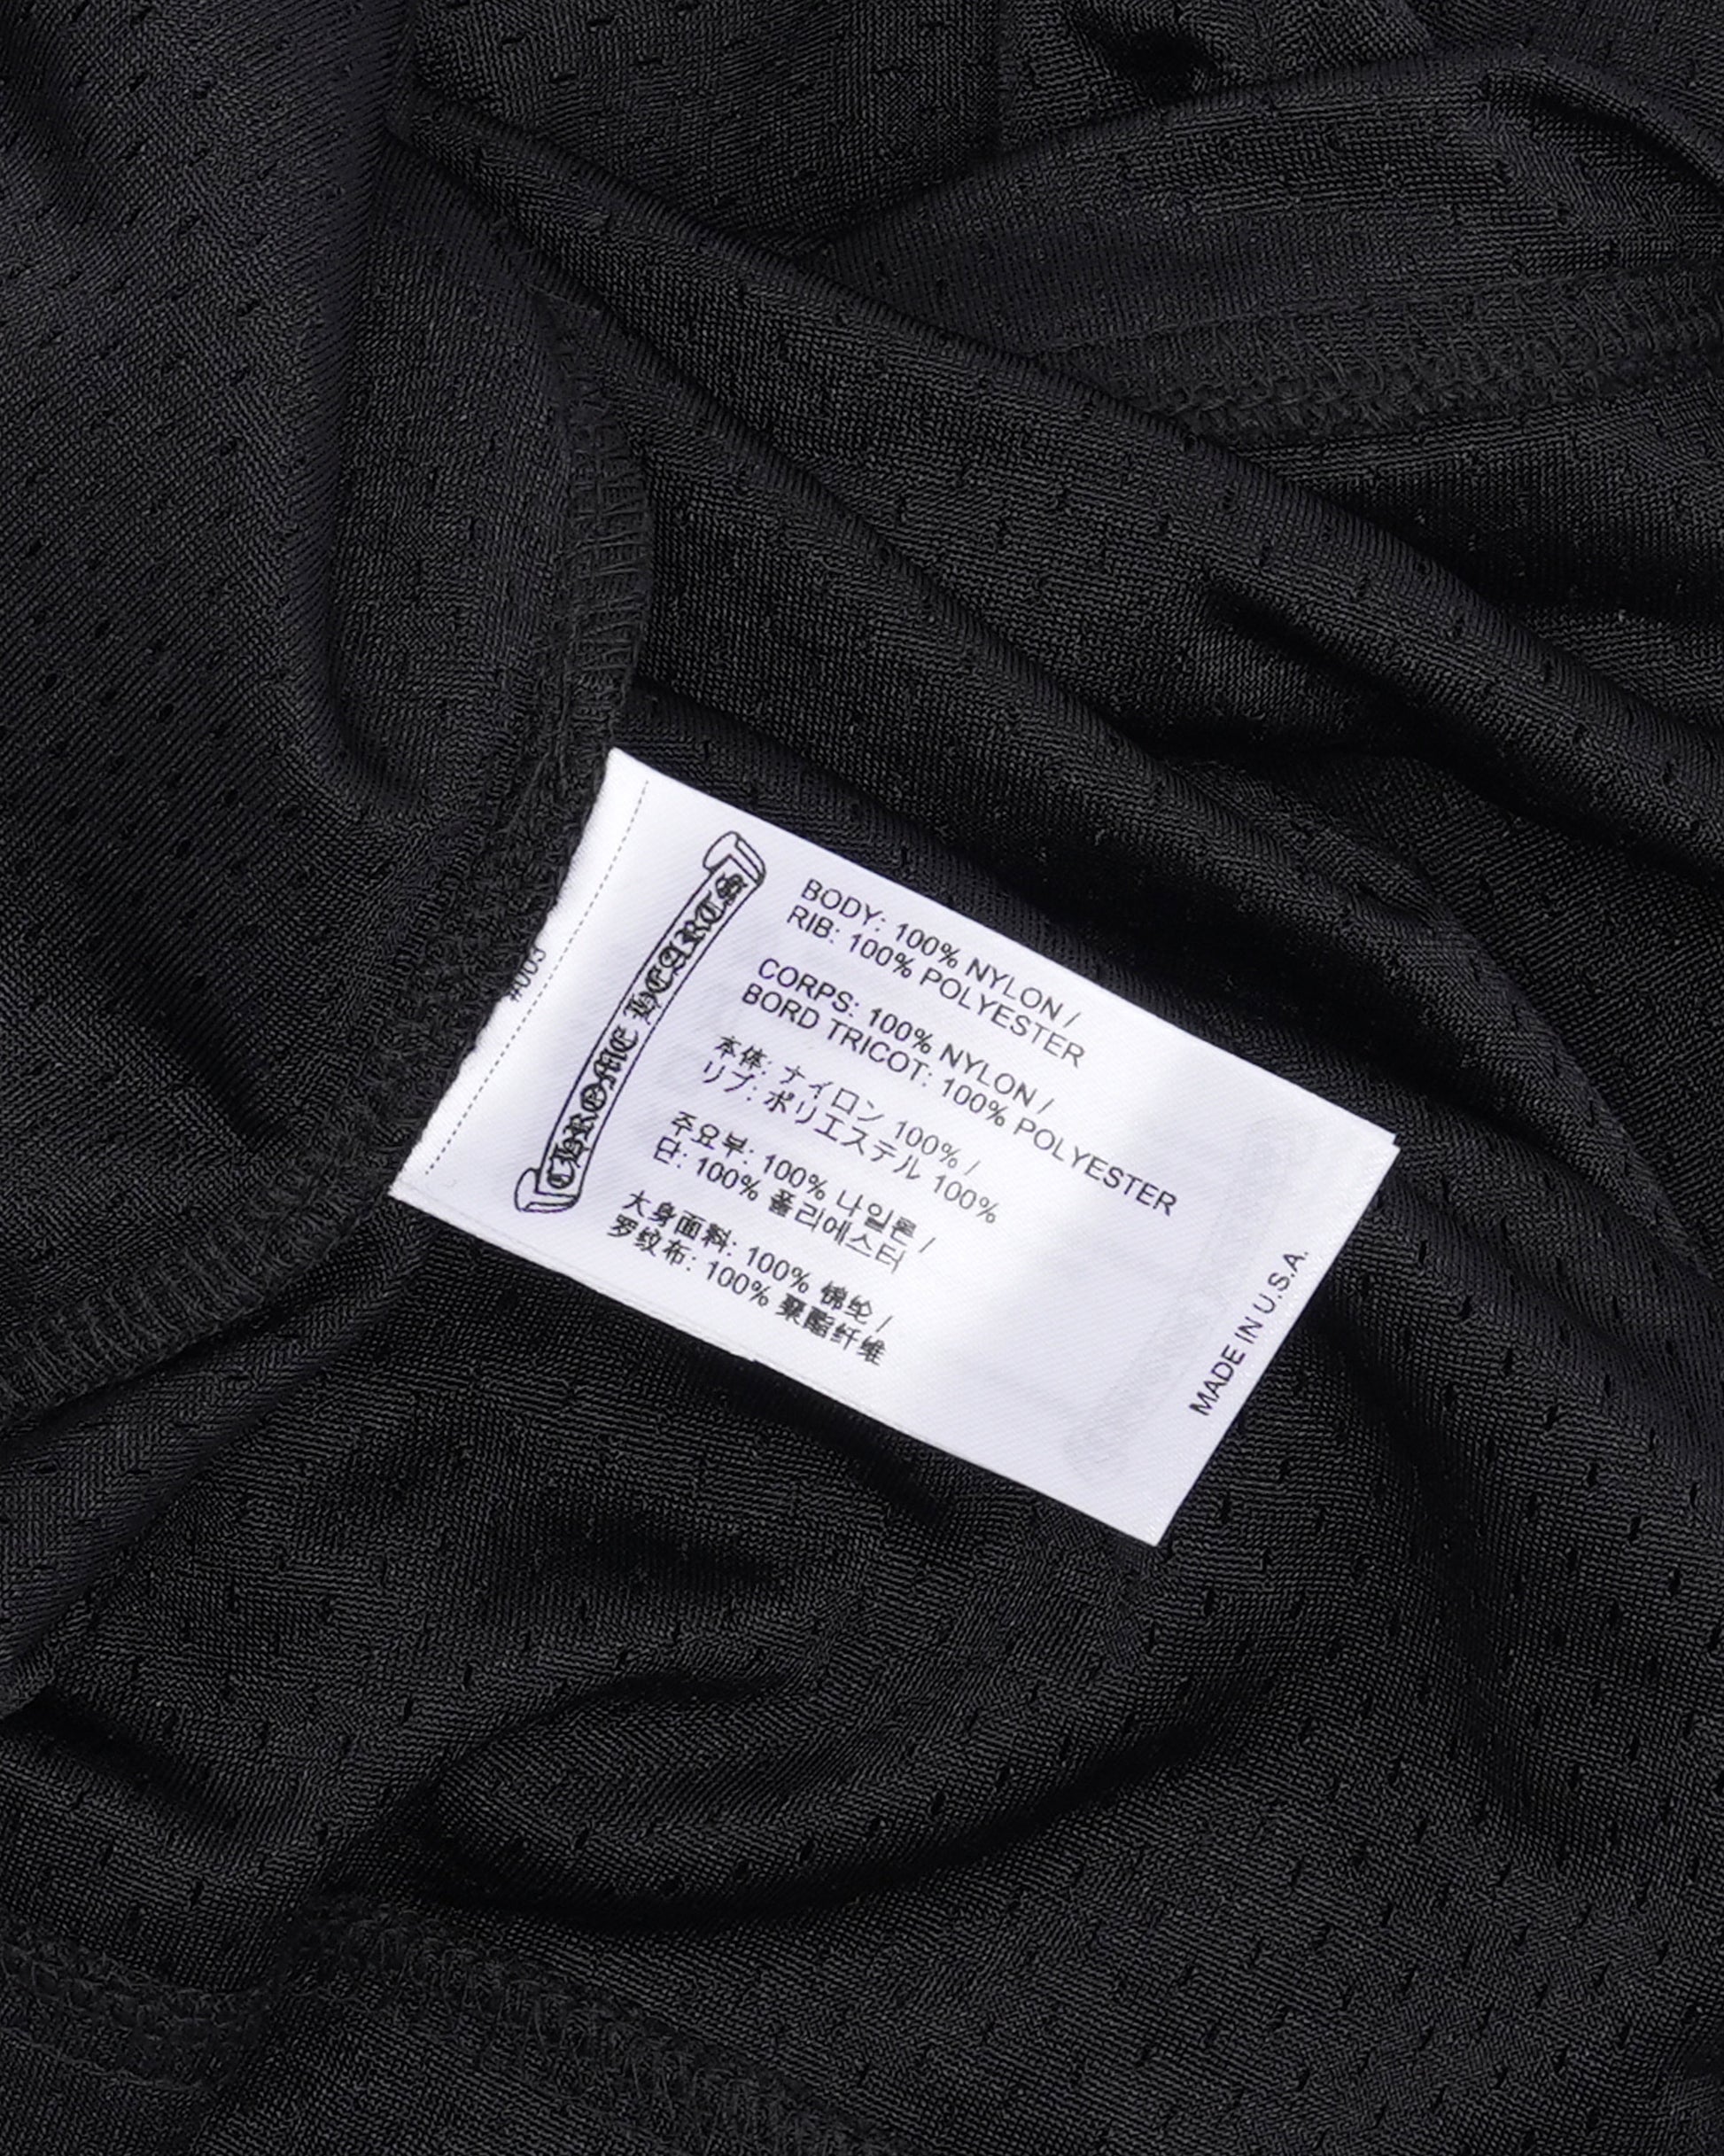 #003
CHROME HEARTS
BODY: 100% NYLON /
RIB: 100% POLYESTER
CORPS: 100% NYLON /
BORD TRICOT: 100% POLYESTER
本体: ナイロン 100% /
リブ: ポリエステル 100%
주요부: 100% 나일론 /
단: 100% 폴리에스터
大身面料: 100% 锦纶 /
罗纹布: 100% 聚酯纤维
MADE IN U.S.A.